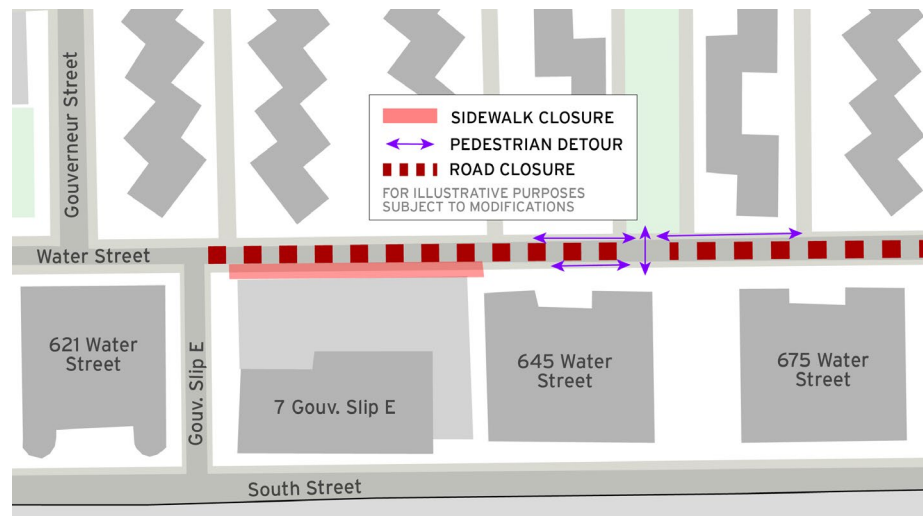 Gouverneur Street
SIDEWALK CLOSURE
PEDESTRIAN DETOUR
ROAD CLOSURE
FOR ILLUSTRATIVE PURPOSES
SUBJECT TO MODIFICATIONS
Water Street
621 Water
Street
Gouv. Slip E
7 Gouv. Slip E
645 Water
Street
675 Water
Street
South Street